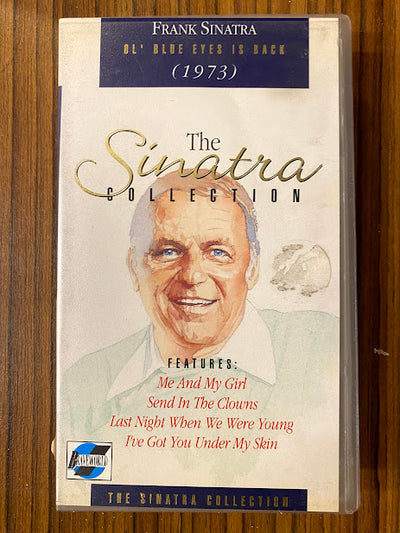 FRANK SINATRA
OL' BLUE EYES IS BACK
(1973)
The
Sinatra
COLLECTION
FEATURES:
Me And My Girl
Send In The Clowns
Last Night When We Were Young
I've Got You Under My Skin
THE SINATRA COLLECTION